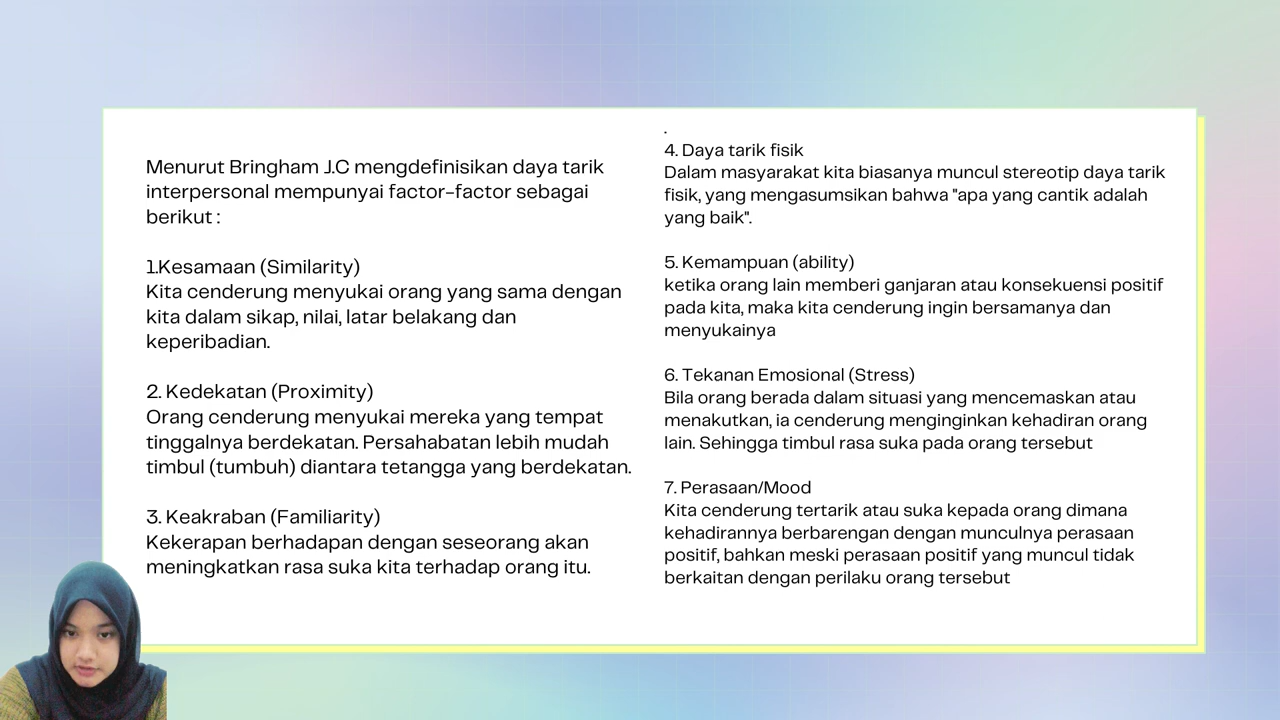 Menurut Bringham J.C mengdefinisikan daya tarik
interpersonal mempunyai factor-factor sebagai
berikut :
1.Kesamaan (Similarity)
Kita cenderung menyukai orang yang sama dengan
kita dalam sikap, nilai, latar belakang dan
keperibadian.
2. Kedekatan (Proximity)
Orang cenderung menyukai mereka yang tempat
tinggalnya berdekatan. Persahabatan lebih mudah
timbul (tumbuh) diantara tetangga yang berdekatan.
3. Keakraban (Familiarity)
Kekerapan berhadapan dengan seseorang akan
meningkatkan rasa suka kita terhadap orang itu.
.
4. Daya tarik fisik
Dalam masyarakat kita biasanya muncul stereotip daya tarik
fisik, yang mengasumsikan bahwa "apa yang cantik adalah
yang baik".
5. Kemampuan (ability)
ketika orang lain memberi ganjaran atau konsekuensi positif
pada kita, maka kita cenderung ingin bersamanya dan
menyukainya
6. Tekanan Emosional (Stress)
Bila orang berada dalam situasi yang mencemaskan atau
menakutkan, ia cenderung menginginkan kehadiran orang
lain. Sehingga timbul rasa suka pada orang tersebut
7. Perasaan/Mood
Kita cenderung tertarik atau suka kepada orang dimana
kehadirannya berbarengan dengan munculnya perasaan
positif, bahkan meski perasaan positif yang muncul tidak
berkaitan dengan perilaku orang tersebut